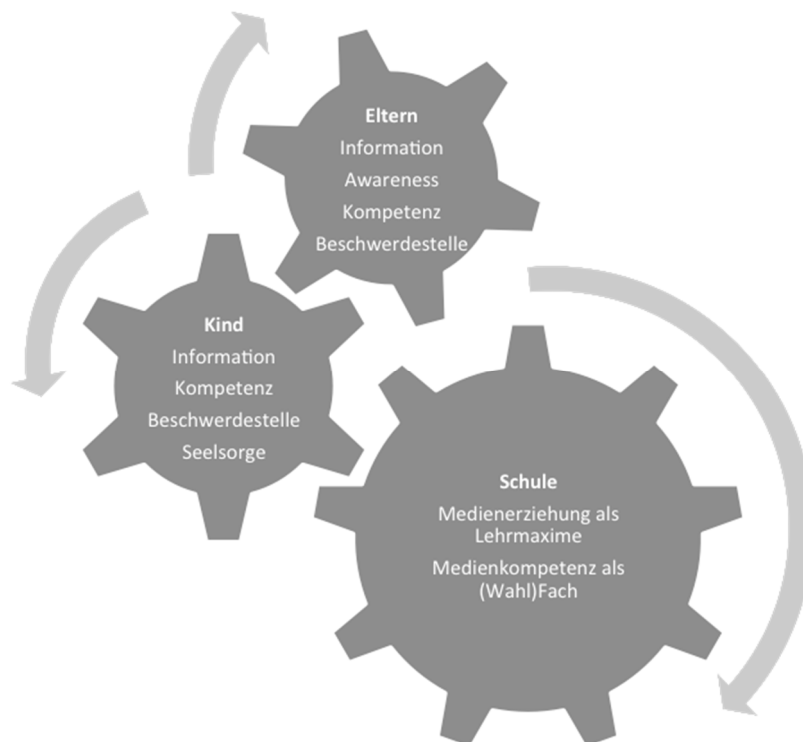 Eltern
Information
Awareness
Kompetenz
Beschwerdestelle
Kind
Information
Kompetenz
Beschwerdestelle
Seelsorge
Schule
Medienerziehung als
Lehrmaxime
Medienkompetenz als
(Wahl)Fach